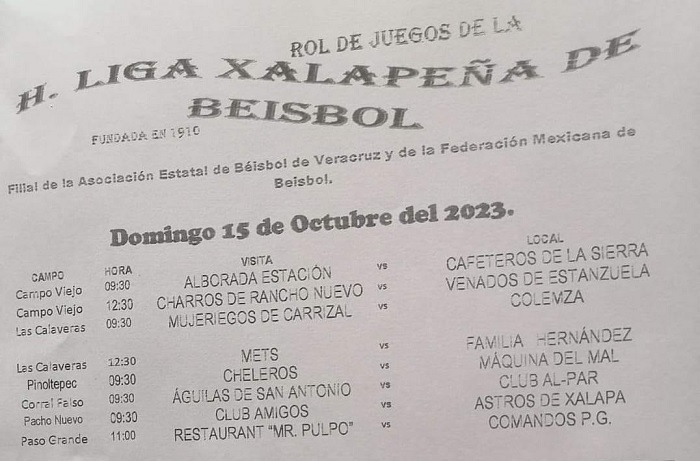 ROL DE JUEGOS DE LA
H. LIGA XALAPEÑA DE
BEISBOL
FUNDADA EN 1910
Filial de la Asociación Estatal de Béisbol de Veracruz y de la Federación Mexicana de
Beisbol.
Domingo 15 de Octubre del 2023.
CAMPO HORA VISITA LOCAL
Campo Viejo 09:30 ALBORADA ESTACIÓN vs CAFETEROS DE LA SIERRA
Campo Viejo 12:30 CHARROS DE RANCHO NUEVO vs VENADOS DE ESTANZUELA
Las Calaveras 09:30 MUJERIEGOS DE CARRIZAL vs COLEMZA
Las Calaveras 12:30 METS vs FAMILIA HERNÁNDEZ
Pinoltepec 09:30 CHELEROS vs MÁQUINA DEL MAL
Corral Falso 09:30 ÁGUILAS DE SAN ANTONIO vs CLUB AL-PAR
Pacho Nuevo 09:30 CLUB AMIGOS vs ASTROS DE XALAPA
Paso Grande 11:00 RESTAURANT "MR. PULPO" vs COMANDOS P.G.